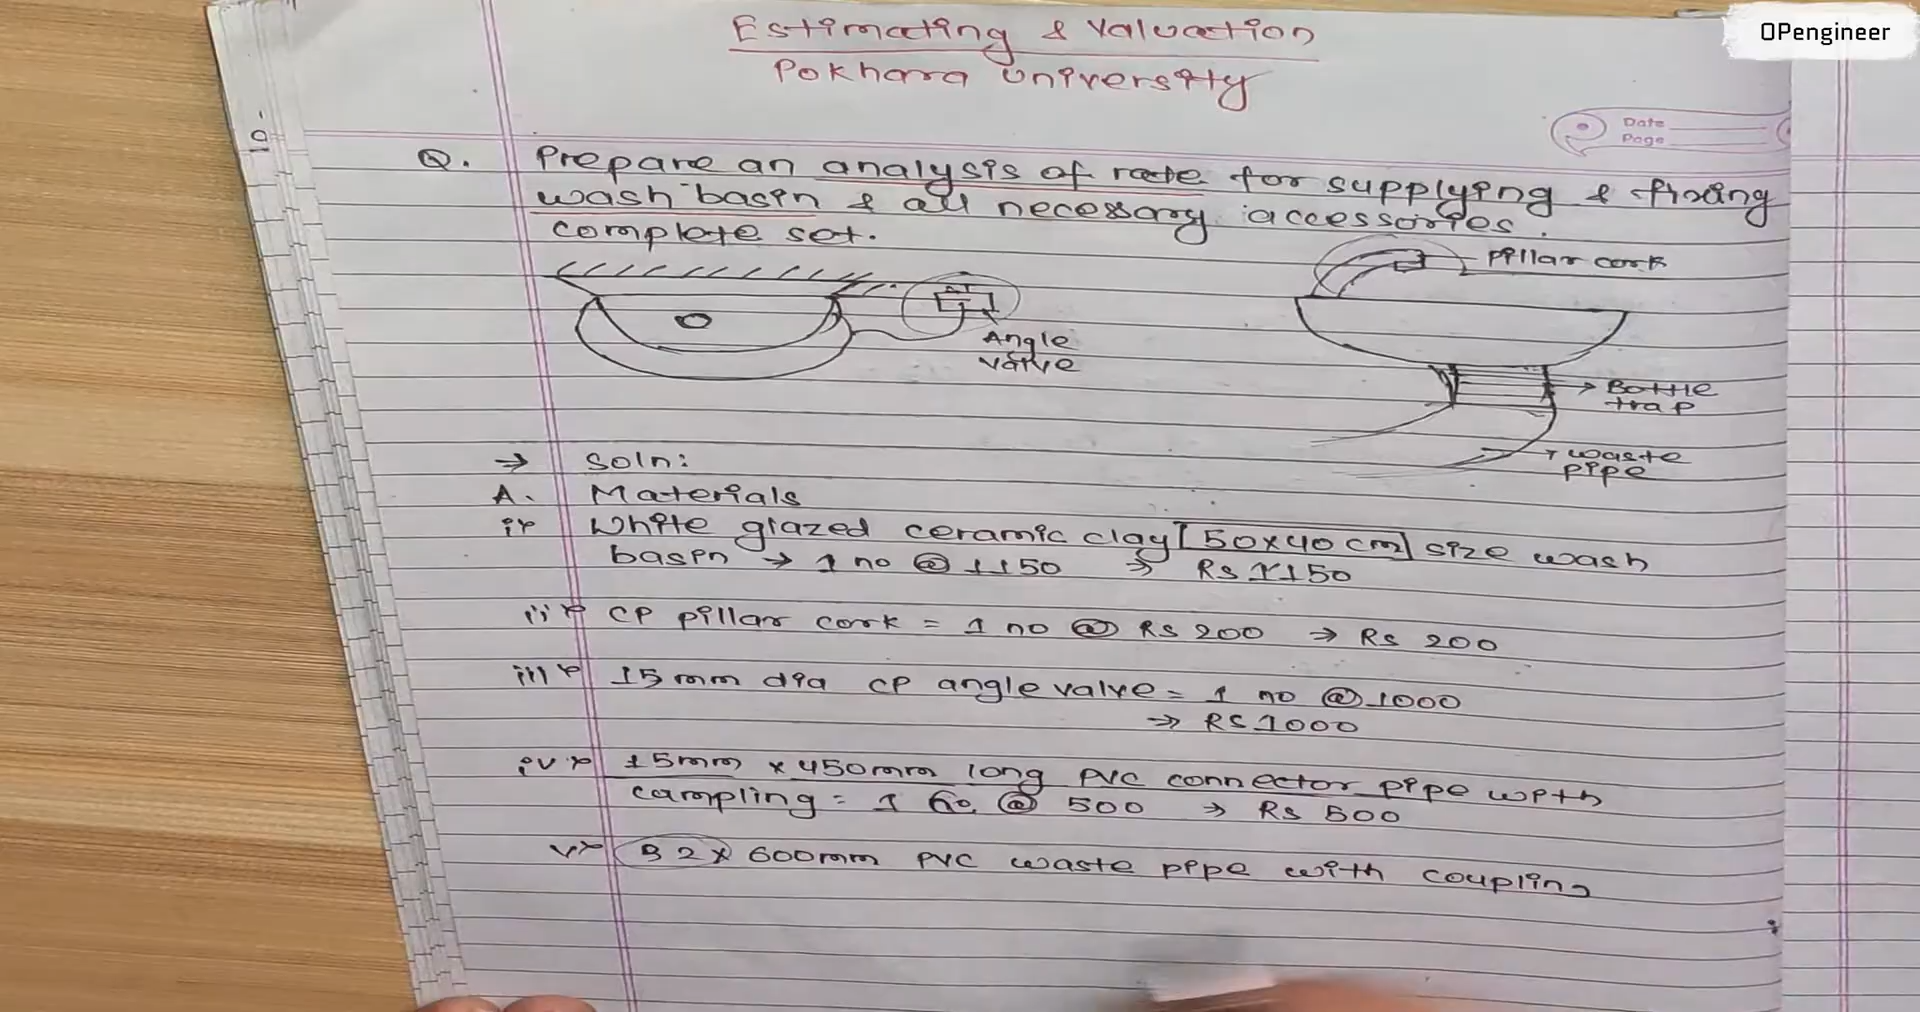 OPengineer
Estimating & Valuation
Pokhara University
Date
Page
Q. Prepare an analysis of rate for supplying & fixing
wash basin & all necessary accessories
complete set.
Pillar cork
Angle
valve
Bottle
trap
waste
pipe
→ Soln:
A. Materials
i> White glazed ceramic clay [50x40 cm] size wash
basin → 1 no @ 1150 ⇒ Rs 1150
ii> CP pillar cork = 1 no @ Rs 200 ⇒ Rs 200
iii> 15mm dia CP angle valve = 1 no @ 1000
⇒ Rs 1000
iv> 15mm x 450mm long PVC connector pipe with
campling = 1 no. @ 500 → Rs 500
v> 32 x 600mm PVC waste pipe with coupling